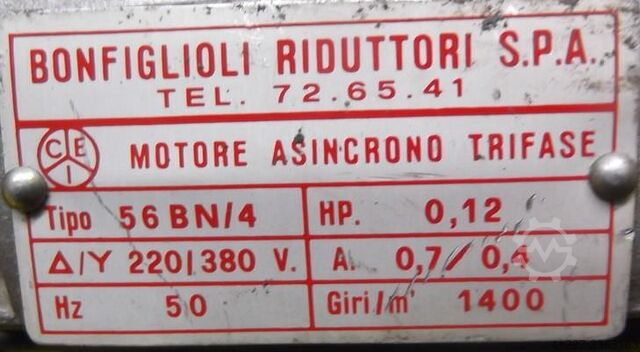 BONFIGLIOLI RIDUTTORI S.P.A.
TEL. 72.65.41
CEI MOTORE ASINCRONO TRIFASE
Tipo 56 BN/4 HP. 0,12
Δ/Y 220/380 V. A. 0,7/0,4
Hz 50 Giri/m' 1400